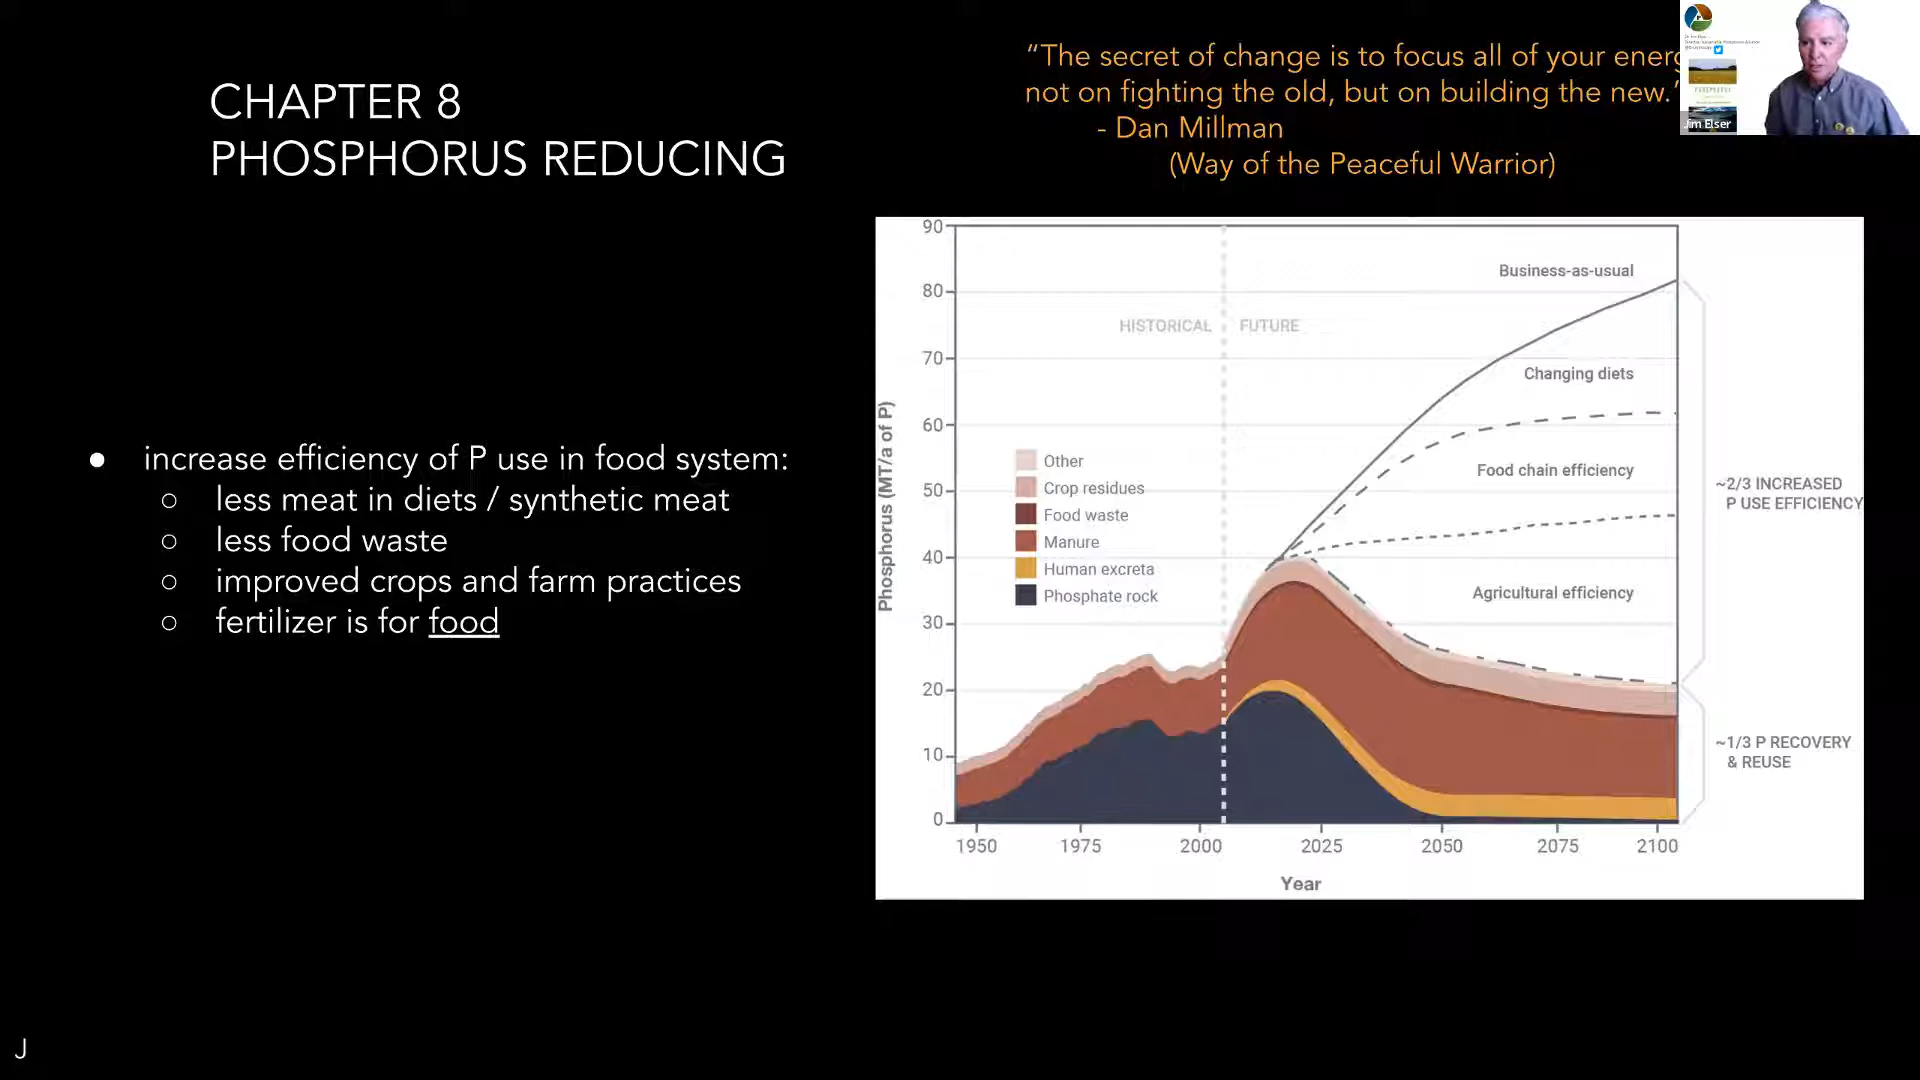 CHAPTER 8
PHOSPHORUS REDUCING
“The secret of change is to focus all of your energ
not on fighting the old, but on building the new.”
- Dan Millman
(Way of the Peaceful Warrior)
Jim Elser
● increase efficiency of P use in food system:
○ less meat in diets / synthetic meat
○ less food waste
○ improved crops and farm practices
○ fertilizer is for food
90
80
70
60
50
40
30
20
10
0
Phosphorus (MT/a of P)
HISTORICAL
FUTURE
Business-as-usual
Changing diets
Food chain efficiency
Agricultural efficiency
Other
Crop residues
Food waste
Manure
Human excreta
Phosphate rock
~2/3 INCREASED
P USE EFFICIENCY
~1/3 P RECOVERY
& REUSE
1950
1975
2000
2025
2050
2075
2100
Year
J